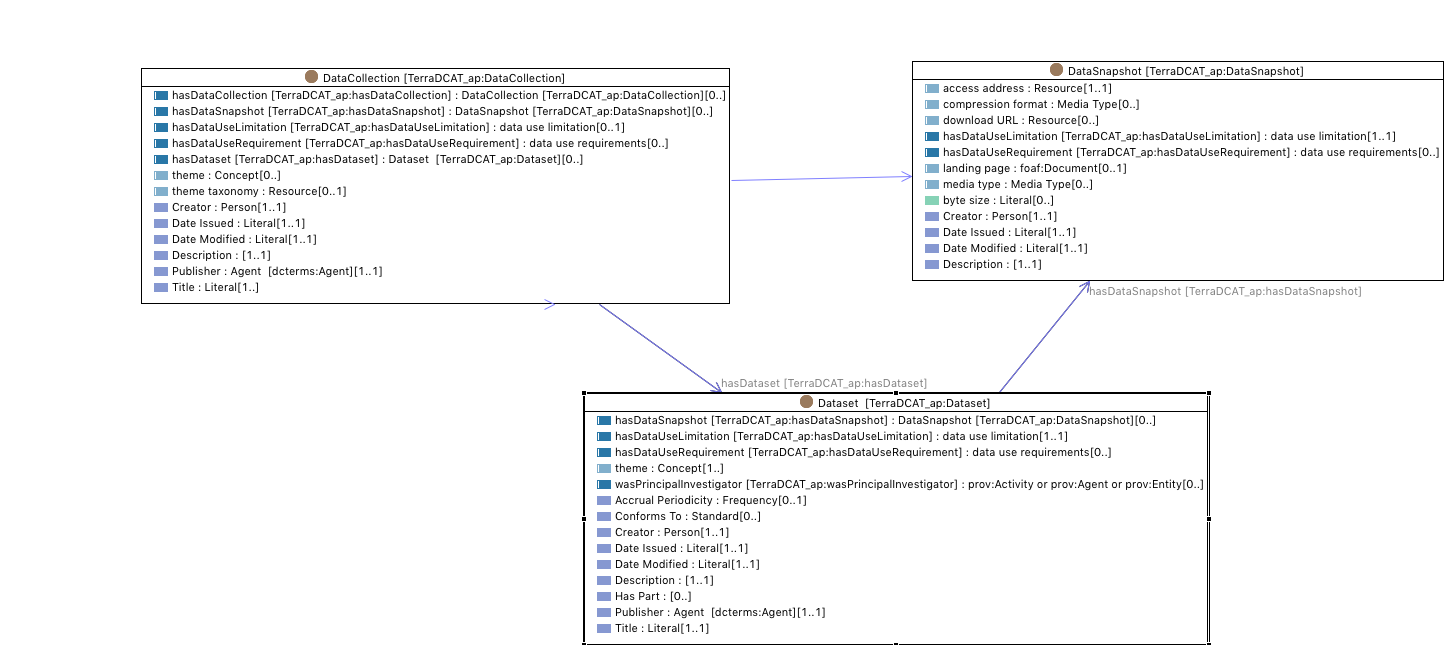 DataCollection [TerraDCAT_ap:DataCollection]
hasDataCollection [TerraDCAT_ap:hasDataCollection] : DataCollection [TerraDCAT_ap:DataCollection][0..]
hasDataSnapshot [TerraDCAT_ap:hasDataSnapshot] : DataSnapshot [TerraDCAT_ap:DataSnapshot][0..]
hasDataUseLimitation [TerraDCAT_ap:hasDataUseLimitation] : data use limitation[0..1]
hasDataUseRequirement [TerraDCAT_ap:hasDataUseRequirement] : data use requirements[0..]
hasDataset [TerraDCAT_ap:hasDataset] : Dataset  [TerraDCAT_ap:Dataset][0..]
theme : Concept[0..]
theme taxonomy : Resource[0..1]
Creator : Person[1..1]
Date Issued : Literal[1..1]
Date Modified : Literal[1..1]
Description : [1..1]
Publisher : Agent  [dcterms:Agent][1..1]
Title : Literal[1..]
DataSnapshot [TerraDCAT_ap:DataSnapshot]
access address : Resource[1..1]
compression format : Media Type[0..]
download URL : Resource[0..]
hasDataUseLimitation [TerraDCAT_ap:hasDataUseLimitation] : data use limitation[1..1]
hasDataUseRequirement [TerraDCAT_ap:hasDataUseRequirement] : data use requirements[0..]
landing page : foaf:Document[0..1]
media type : Media Type[0..]
byte size : Literal[0..]
Creator : Person[1..1]
Date Issued : Literal[1..1]
Date Modified : Literal[1..1]
Description : [1..1]
hasDataSnapshot [TerraDCAT_ap:hasDataSnapshot]
hasDataset [TerraDCAT_ap:hasDataset]
Dataset  [TerraDCAT_ap:Dataset]
hasDataSnapshot [TerraDCAT_ap:hasDataSnapshot] : DataSnapshot [TerraDCAT_ap:DataSnapshot][0..]
hasDataUseLimitation [TerraDCAT_ap:hasDataUseLimitation] : data use limitation[1..1]
hasDataUseRequirement [TerraDCAT_ap:hasDataUseRequirement] : data use requirements[0..]
theme : Concept[1..]
wasPrincipalInvestigator [TerraDCAT_ap:wasPrincipalInvestigator] : prov:Activity or prov:Agent or prov:Entity[0..]
Accrual Periodicity : Frequency[0..1]
Conforms To : Standard[0..]
Creator : Person[1..1]
Date Issued : Literal[1..1]
Date Modified : Literal[1..1]
Description : [1..1]
Has Part : [0..]
Publisher : Agent  [dcterms:Agent][1..1]
Title : Literal[1..1]